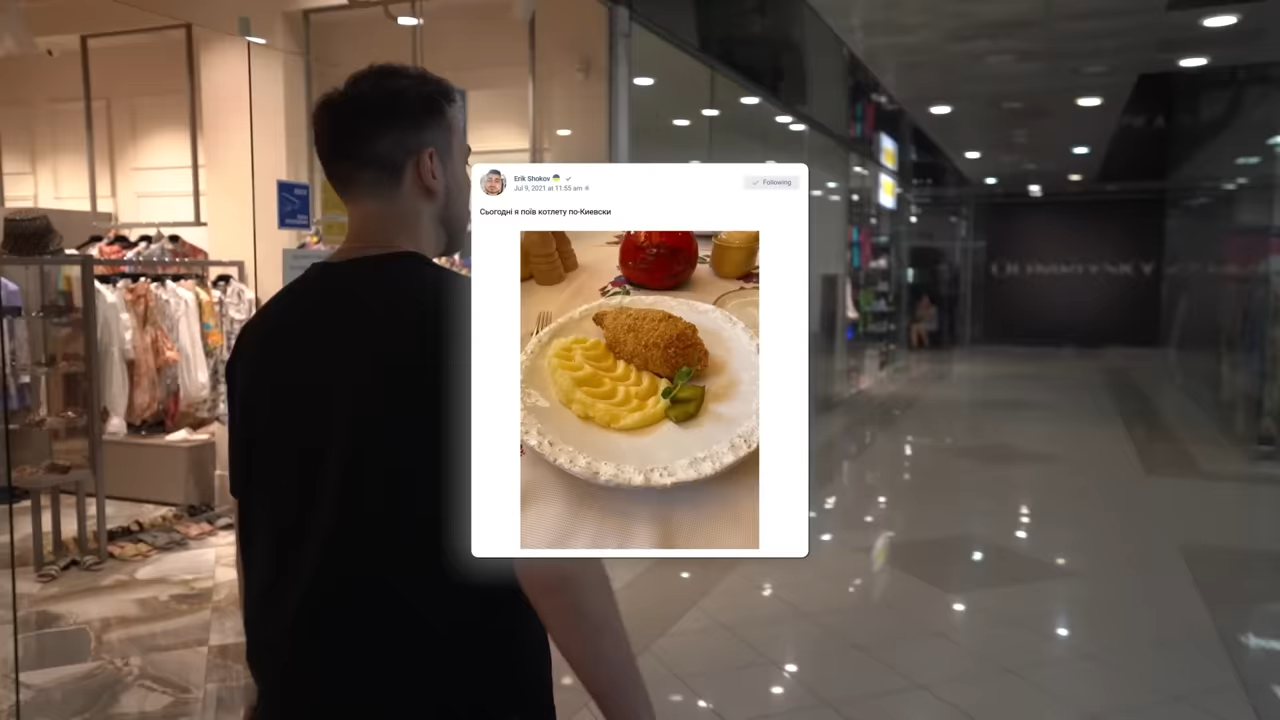 Erik Shokov
Jul 9, 2021 at 11:55 am
Following
Сьогодні я поїв котлету по-Киевски